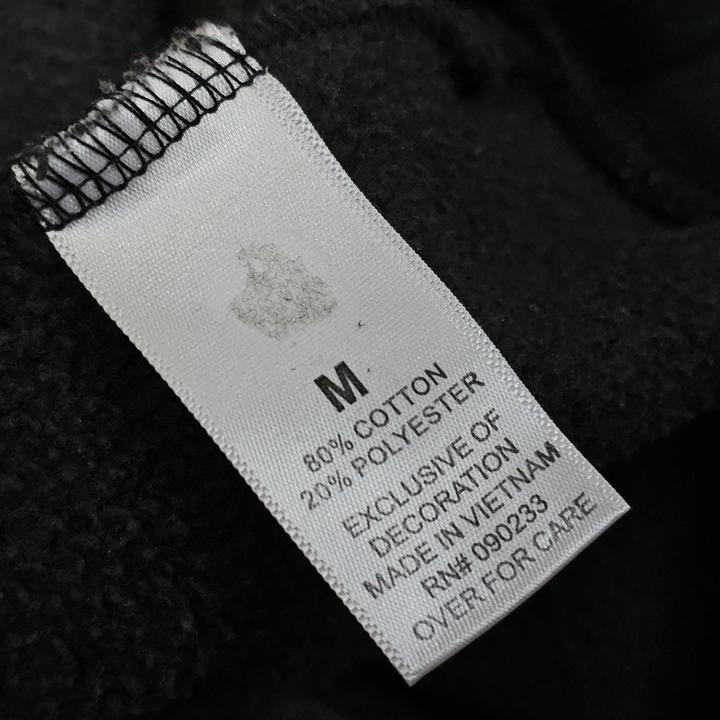 M
80% COTTON
20% POLYESTER
EXCLUSIVE OF
DECORATION
MADE IN VIETNAM
RN# 090233
OVER FOR CARE